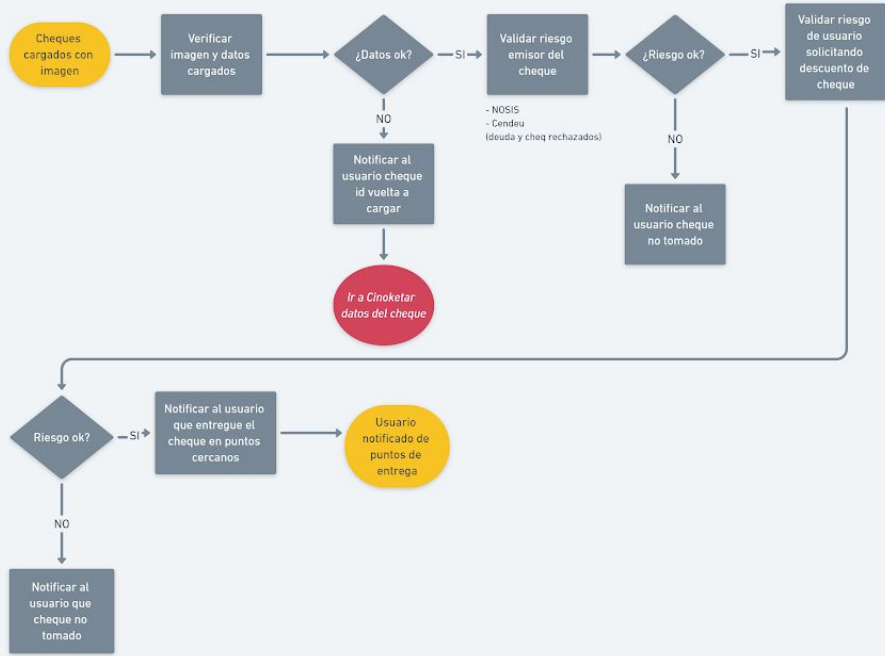 Cheques
cargados con
imagen
Verificar
imagen y datos
cargados
¿Datos ok?
SI
Validar riesgo
emisor del
cheque
¿Riesgo ok?
SI
Validar riesgo
de usuario
solicitando
descuento de
cheque
- NOSIS
- Cendeu
(deuda y cheq rechazados)
NO
NO
Notificar al
usuario cheque
id vuelta a
cargar
Notificar al
usuario cheque
no tomado
Ir a Cinoketar
datos del cheque
Riesgo ok?
SI
Notificar al usuario
que entregue el
cheque en puntos
cercanos
Usuario
notificado de
puntos de
entrega
NO
Notificar al
usuario que
cheque no
tomado